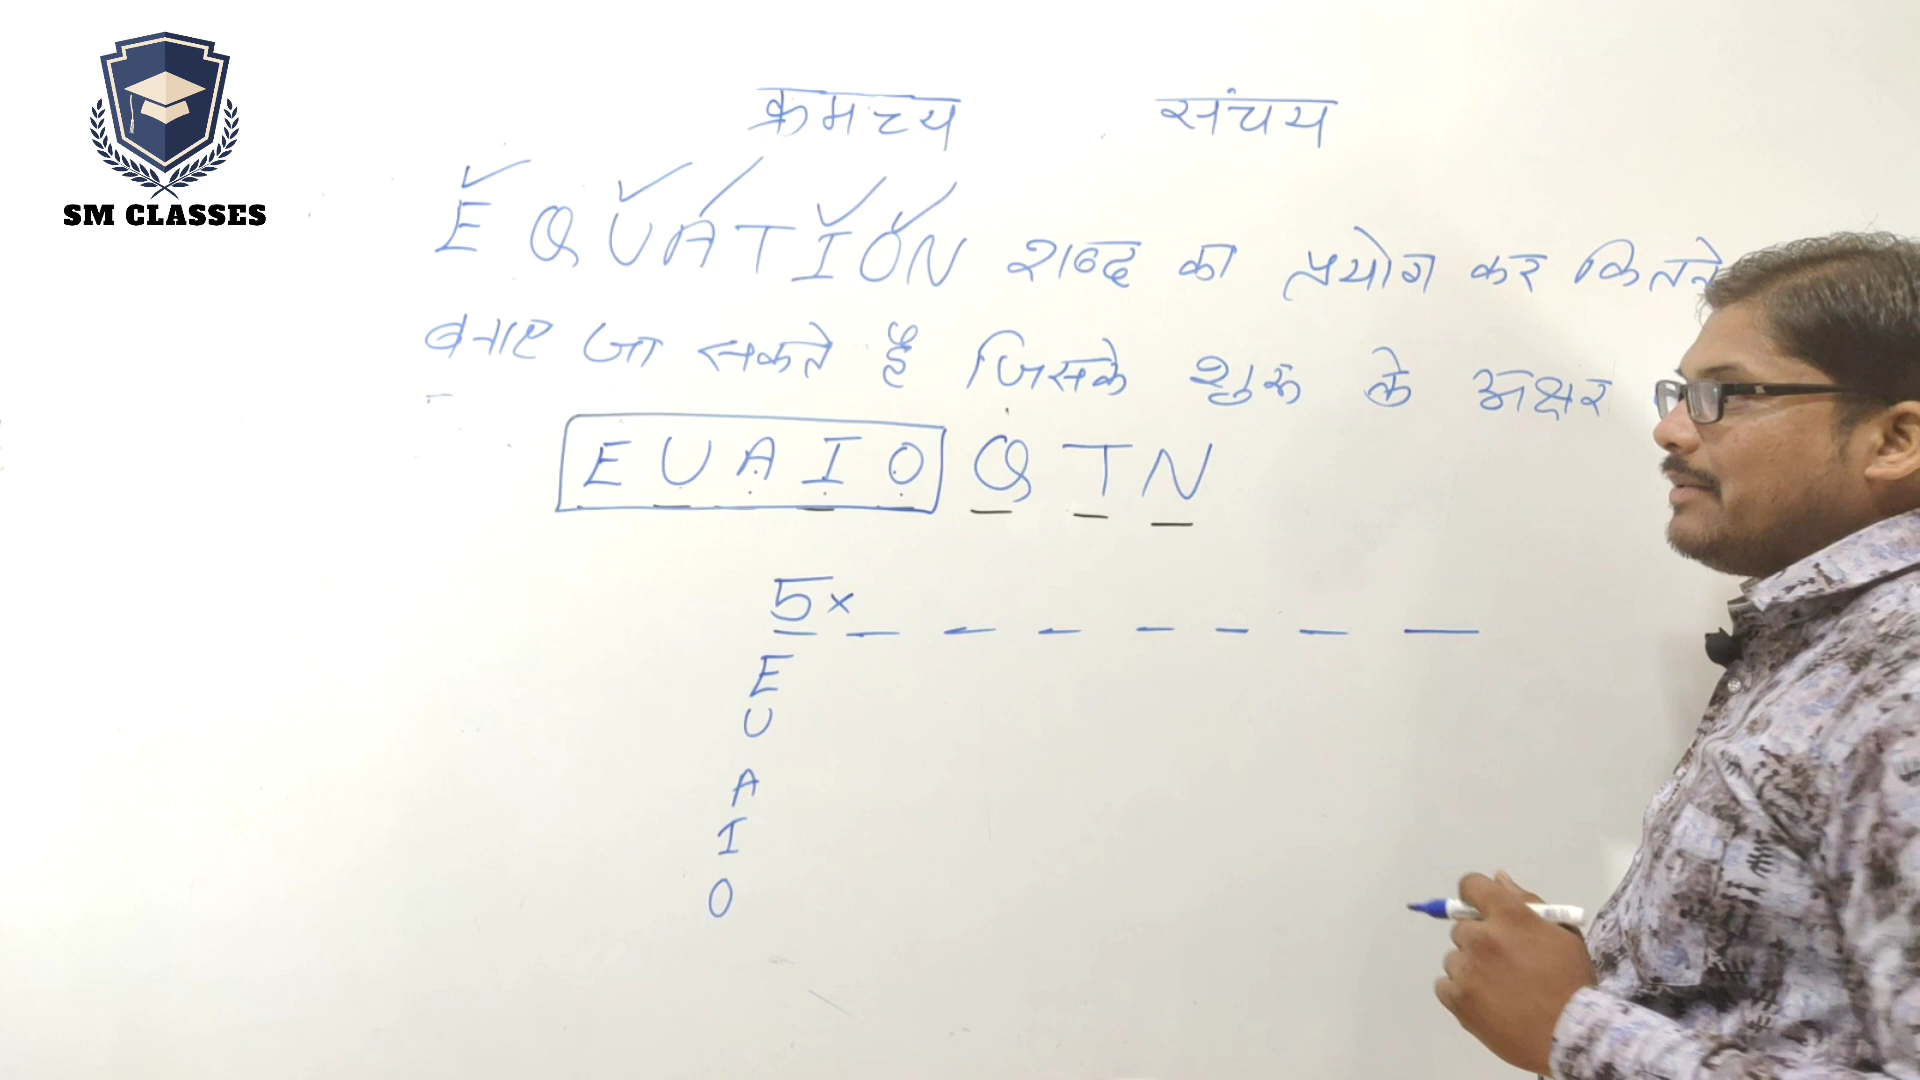 SM CLASSES
क्रमचय संचय
EQUATION शब्द का प्रयोग कर कितने
बनाए जा सकते हैं जिसके शुरू के अक्षर
E U A I O Q T N
5×
E
U
A
I
O